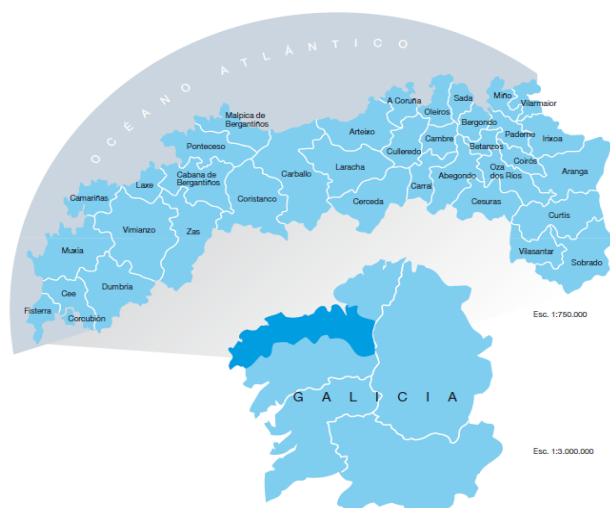 OCÉANO ATLÁNTICO
Malpica de
Bergantiños
Ponteceso
Cabana de
Bergantiños
Laxe
Camariñas
Vimianzo
Zas
Muxía
Cee
Dumbría
Fisterra
Corcubión
Coristanco
Carballo
Arteixo
Laracha
Cerceda
A Coruña
Culleredo
Oleiros
Cambre
Carral
Sada
Bergondo
Betanzos
Abegondo
Oza
dos Ríos
Cesuras
Miño
Vilarmaior
Paderne
Irixoa
Coirós
Aranga
Curtis
Vilasantar
Sobrado
Esc. 1:750.000
GALICIA
Esc. 1:3.000.000